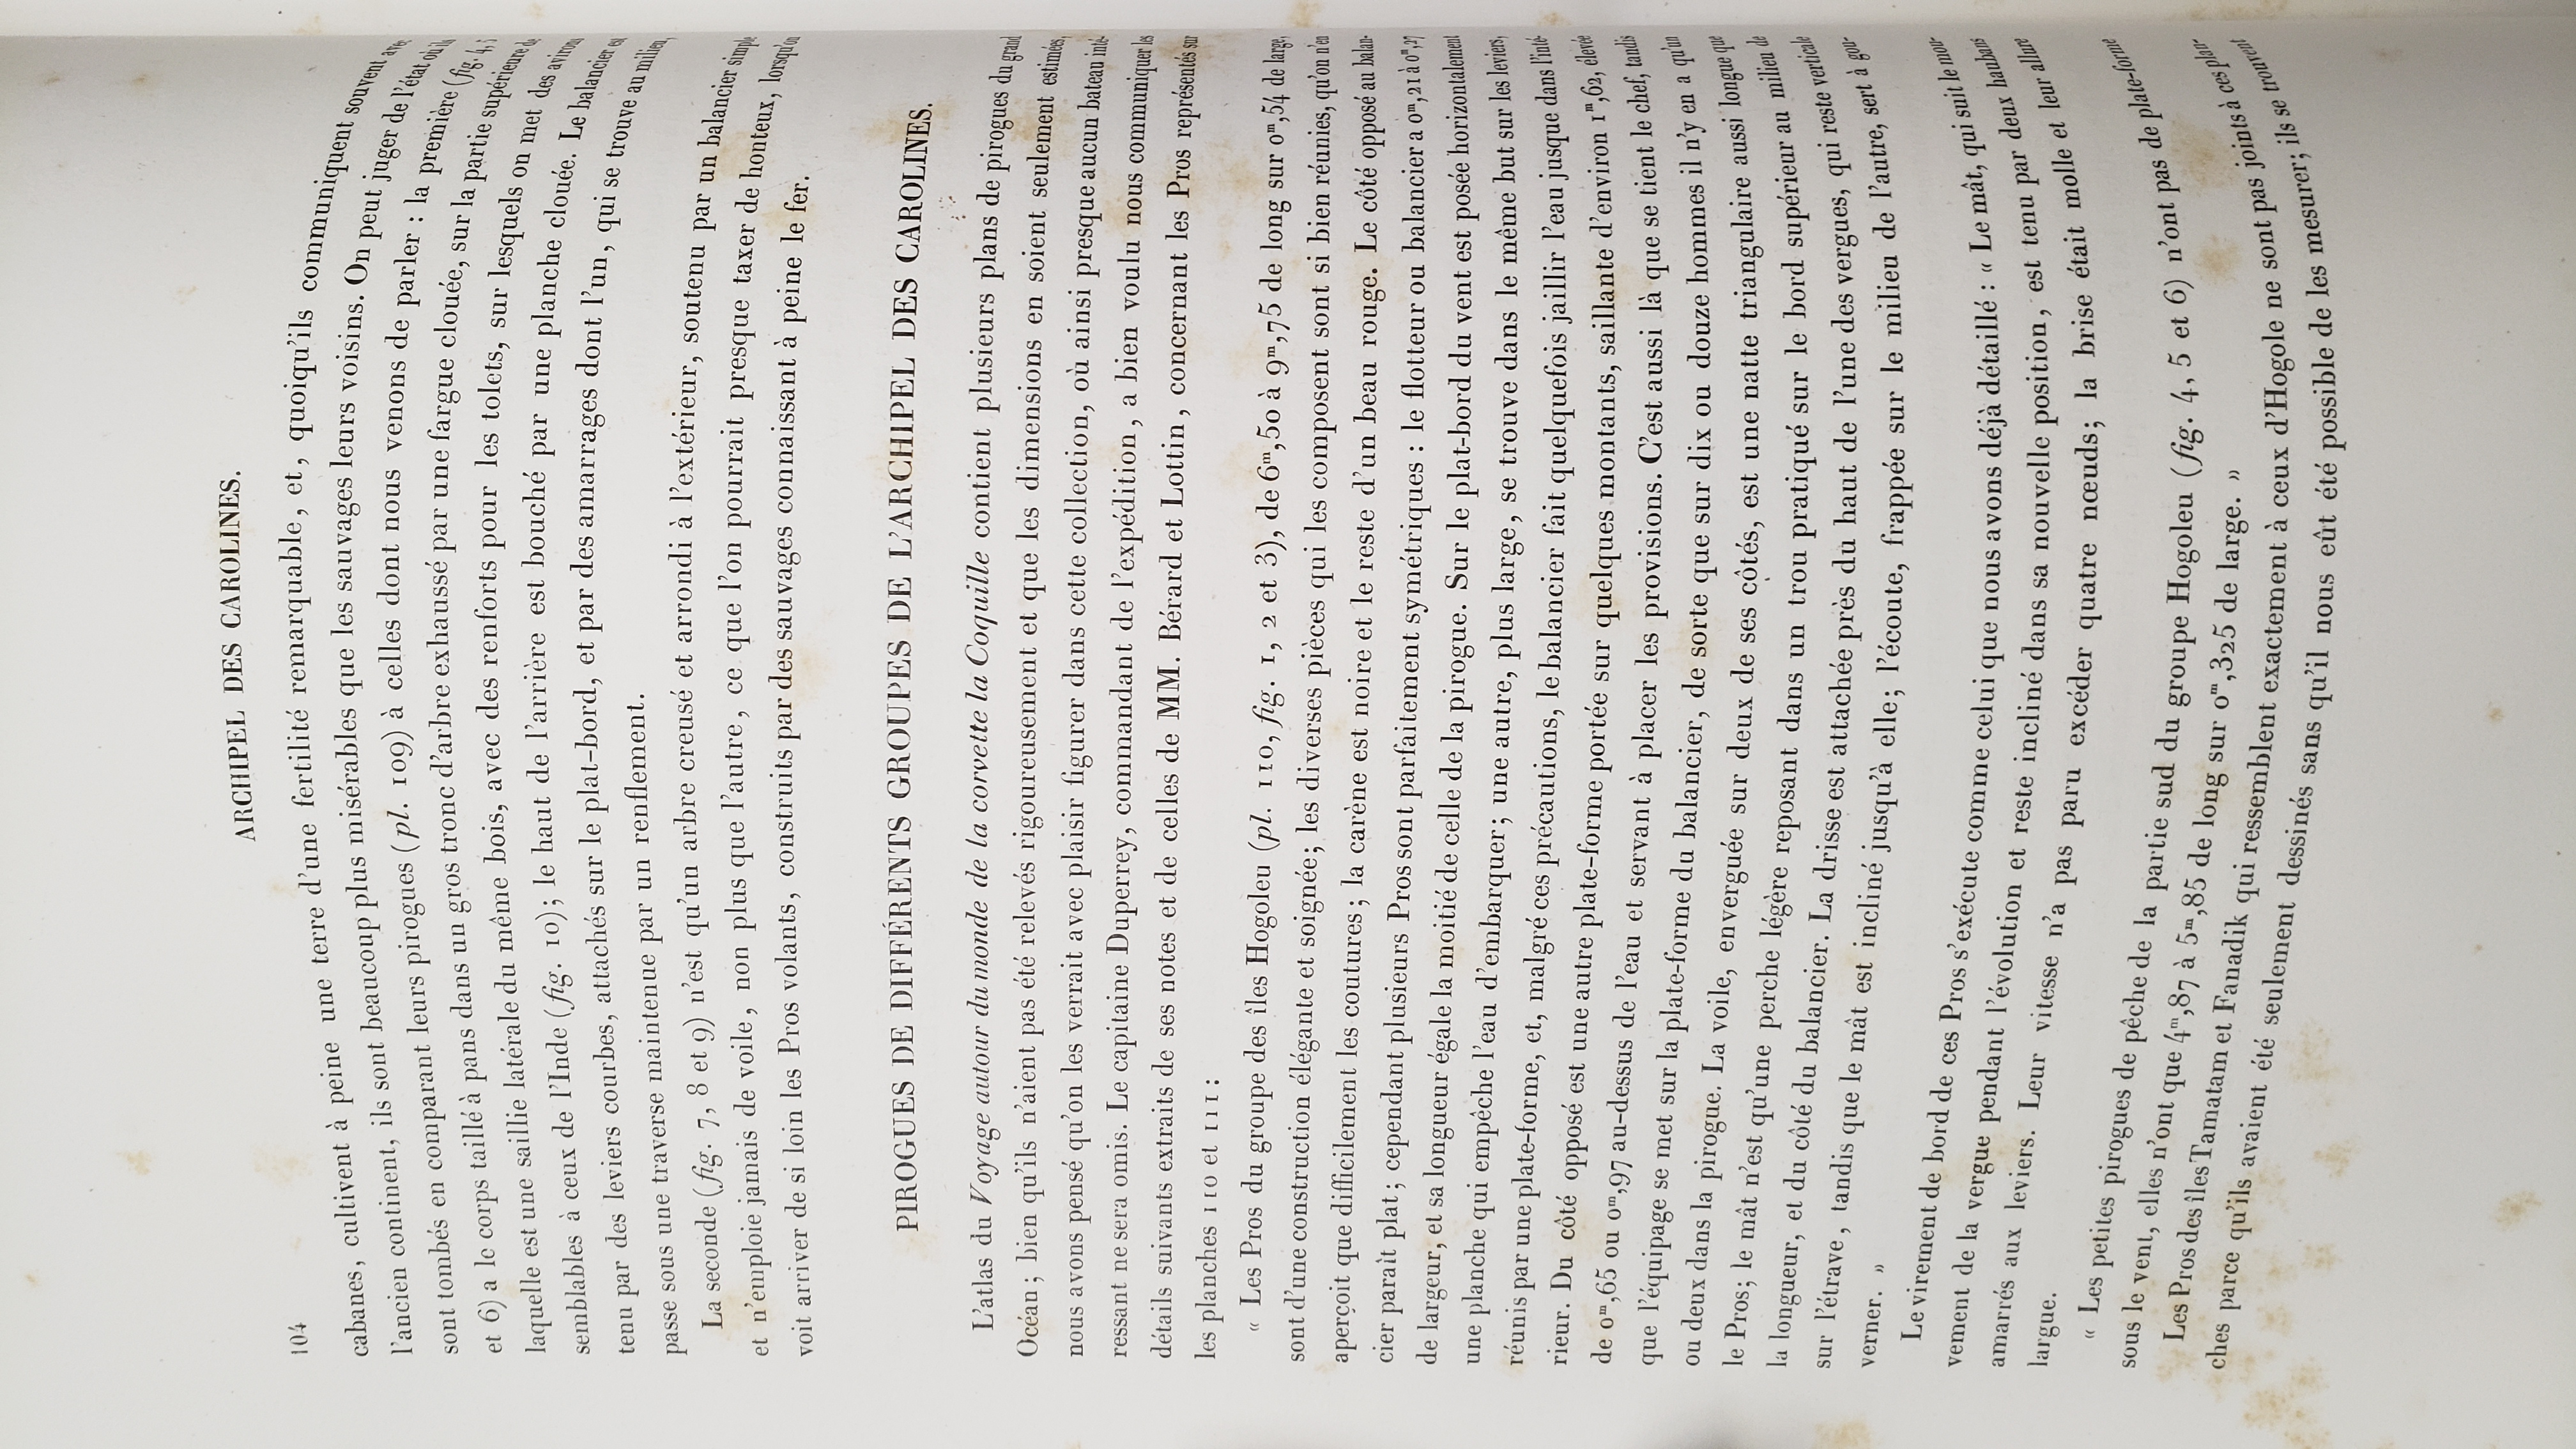 ARCHIPEL DES CAROLINES.
104
cabanes, cultivent à peine une terre d'une fertilité remarquable, et, quoiqu'ils communiquent souvent avec
l'ancien continent, ils sont beaucoup plus misérables que les sauvages leurs voisins. On peut juger de l'état où ils
sont tombés en comparant leurs pirogues (pl. 109) à celles dont nous venons de parler : la première (fig. 4, 5
et 6) a le corps taillé à pans dans un gros tronc d'arbre exhaussé par une fargue clouée, sur la partie supérieure de
laquelle est une saillie latérale du même bois, avec des renforts pour les tolets, sur lesquels on met des avirons
semblables à ceux de l'Inde (fig. 10); le haut de l'arrière est bouché par une planche clouée. Le balancier est
tenu par des leviers courbes, attachés sur le plat-bord, et par des amarrages dont l'un, qui se trouve au milieu,
passe sous une traverse maintenue par un renflement.
La seconde (fig. 7, 8 et 9) n'est qu'un arbre creusé et arrondi à l'extérieur, soutenu par un balancier simple
et n'emploie jamais de voile, non plus que l'autre, ce que l'on pourrait presque taxer de honteux, lorsqu'on
voit arriver de si loin les Pros volants, construits par des sauvages connaissant à peine le fer.
PIROGUES DE DIFFÉRENTS GROUPES DE L'ARCHIPEL DES CAROLINES.
L'atlas du Voyage autour du monde de la corvette la Coquille contient plusieurs plans de pirogues du grand
Océan; bien qu'ils n'aient pas été relevés rigoureusement et que les dimensions en soient seulement estimées,
nous avons pensé qu'on les verrait avec plaisir figurer dans cette collection, où ainsi presque aucun bateau inté-
ressant ne sera omis. Le capitaine Duperrey, commandant de l'expédition, a bien voulu nous communiquer les
détails suivants extraits de ses notes et de celles de MM. Bérard et Lottin, concernant les Pros représentés sur
les planches 110 et 111 :
« Les Pros du groupe des îles Hogoleu (pl. 110, fig. 1, 2 et 3), de 6ᵐ,50 à 9ᵐ,75 de long sur 0ᵐ,54 de large,
sont d'une construction élégante et soignée; les diverses pièces qui les composent sont si bien réunies, qu'on n'en
aperçoit que difficilement les coutures; la carène est noire et le reste d'un beau rouge. Le côté opposé au balan-
cier paraît plat; cependant plusieurs Pros sont parfaitement symétriques : le flotteur ou balancier a 0ᵐ,21 à 0ᵐ,27
de largeur, et sa longueur égale la moitié de celle de la pirogue. Sur le plat-bord du vent est posée horizontalement
une planche qui empêche l'eau d'embarquer; une autre, plus large, se trouve dans le même but sur les leviers,
réunis par une plate-forme, et, malgré ces précautions, le balancier fait quelquefois jaillir l'eau jusque dans l'inté-
rieur. Du côté opposé est une autre plate-forme portée sur quelques montants, saillante d'environ 1ᵐ,62, élevée
de 0ᵐ,65 ou 0ᵐ,97 au-dessus de l'eau et servant à placer les provisions. C'est aussi là que se tient le chef, tandis
que l'équipage se met sur la plate-forme du balancier, de sorte que sur dix ou douze hommes il n'y en a qu'un
ou deux dans la pirogue. La voile, enverguée sur deux de ses côtés, est une natte triangulaire aussi longue que
le Pros; le mât n'est qu'une perche légère reposant dans un trou pratiqué sur le bord supérieur au milieu de
la longueur, et du côté du balancier. La drisse est attachée près du haut de l'une des vergues, qui reste verticale
sur l'étrave, tandis que le mât est incliné jusqu'à elle; l'écoute, frappée sur le milieu de l'autre, sert à gou-
verner. »
Le virement de bord de ces Pros s'exécute comme celui que nous avons déjà détaillé : « Le mât, qui suit le mou-
vement de la vergue pendant l'évolution et reste incliné dans sa nouvelle position, est tenu par deux haubans
amarrés aux leviers. Leur vitesse n'a pas paru excéder quatre nœuds; la brise était molle et leur allure
largue.
« Les petites pirogues de pêche de la partie sud du groupe Hogoleu (fig. 4, 5 et 6) n'ont pas de plate-forme
sous le vent, elles n'ont que 4ᵐ,87 à 5ᵐ,85 de long sur 0ᵐ,325 de large. »
Les Pros des îles Tamatam et Fanadik qui ressemblent exactement à ceux d'Hogole ne sont pas joints à ces plan-
ches parce qu'ils avaient été seulement dessinés sans qu'il nous eût été possible de les mesurer; ils se trouvent